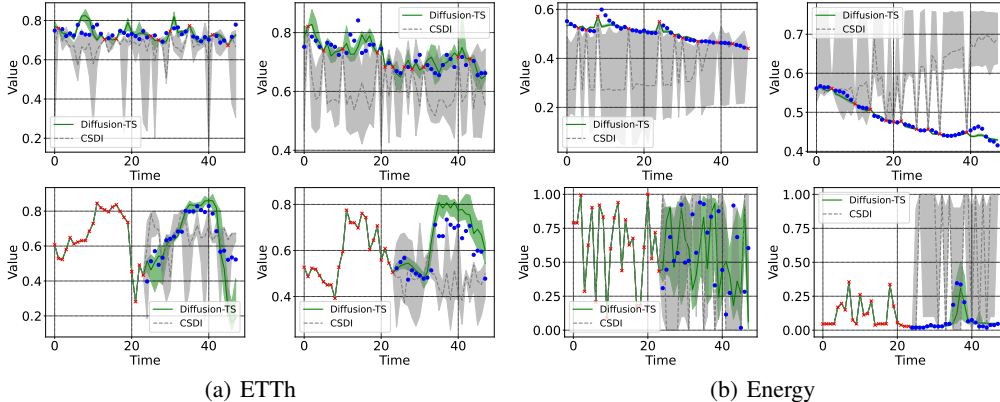 0.8
0.6
0.4
0.2
Value
Diffusion-TS
CSDI
0
20
40
Time
0.8
0.6
0.4
Value
Diffusion-TS
CSDI
0
20
40
Time
0.6
0.4
0.2
Value
Diffusion-TS
CSDI
0
20
40
Time
0.7
0.6
0.5
0.4
Value
Diffusion-TS
CSDI
0
20
40
Time
0.8
0.6
0.4
0.2
Value
Diffusion-TS
CSDI
0
20
40
Time
0.8
0.6
0.4
Value
Diffusion-TS
CSDI
0
20
40
Time
1.00
0.75
0.50
0.25
0.00
Value
Diffusion-TS
CSDI
0
20
40
Time
1.00
0.75
0.50
0.25
0.00
Value
Diffusion-TS
CSDI
0
20
40
Time
(a) ETTh
(b) Energy